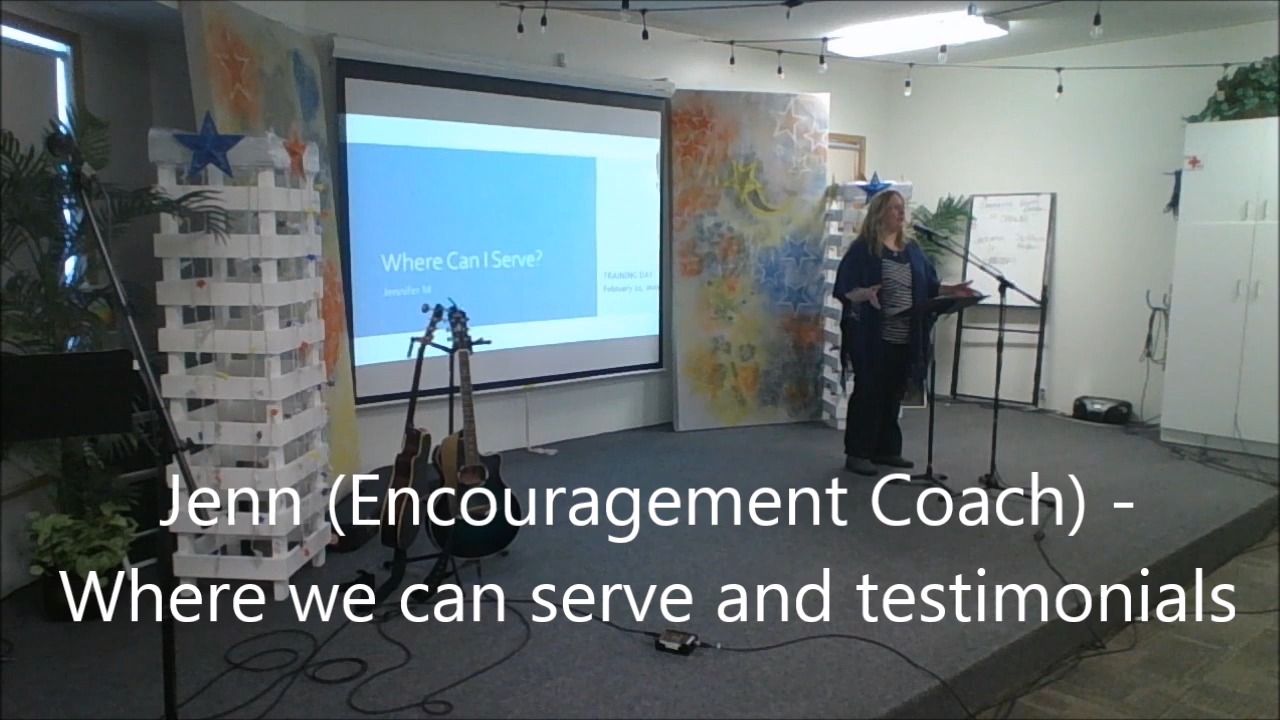 Where Can I Serve?
Jennifer M
TRAINING DAY
Jenn (Encouragement Coach) -
Where we can serve and testimonials